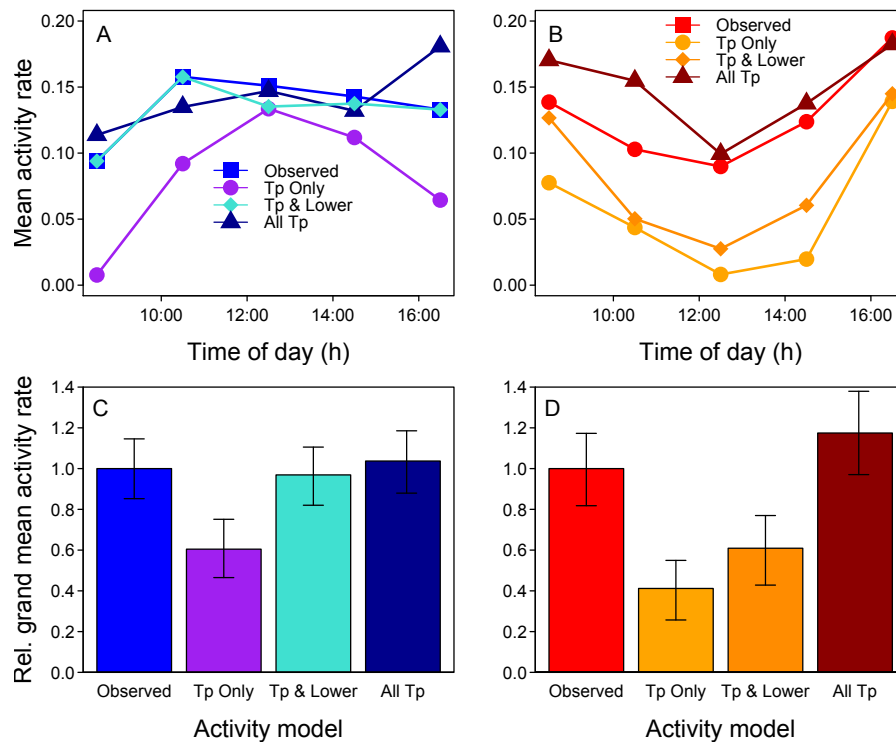 A
Mean activity rate
0.20
0.15
0.10
0.05
0.00
Observed
Tp Only
Tp & Lower
All Tp
10:00 12:00 14:00 16:00
Time of day (h)
B
0.20
0.15
0.10
0.05
0.00
Observed
Tp Only
Tp & Lower
All Tp
10:00 12:00 14:00 16:00
Time of day (h)
C
Rel. grand mean activity rate
1.4
1.2
1.0
0.8
0.6
0.4
0.2
0.0
Observed Tp Only Tp & Lower All Tp
Activity model
D
1.4
1.2
1.0
0.8
0.6
0.4
0.2
0.0
Observed Tp Only Tp & Lower All Tp
Activity model